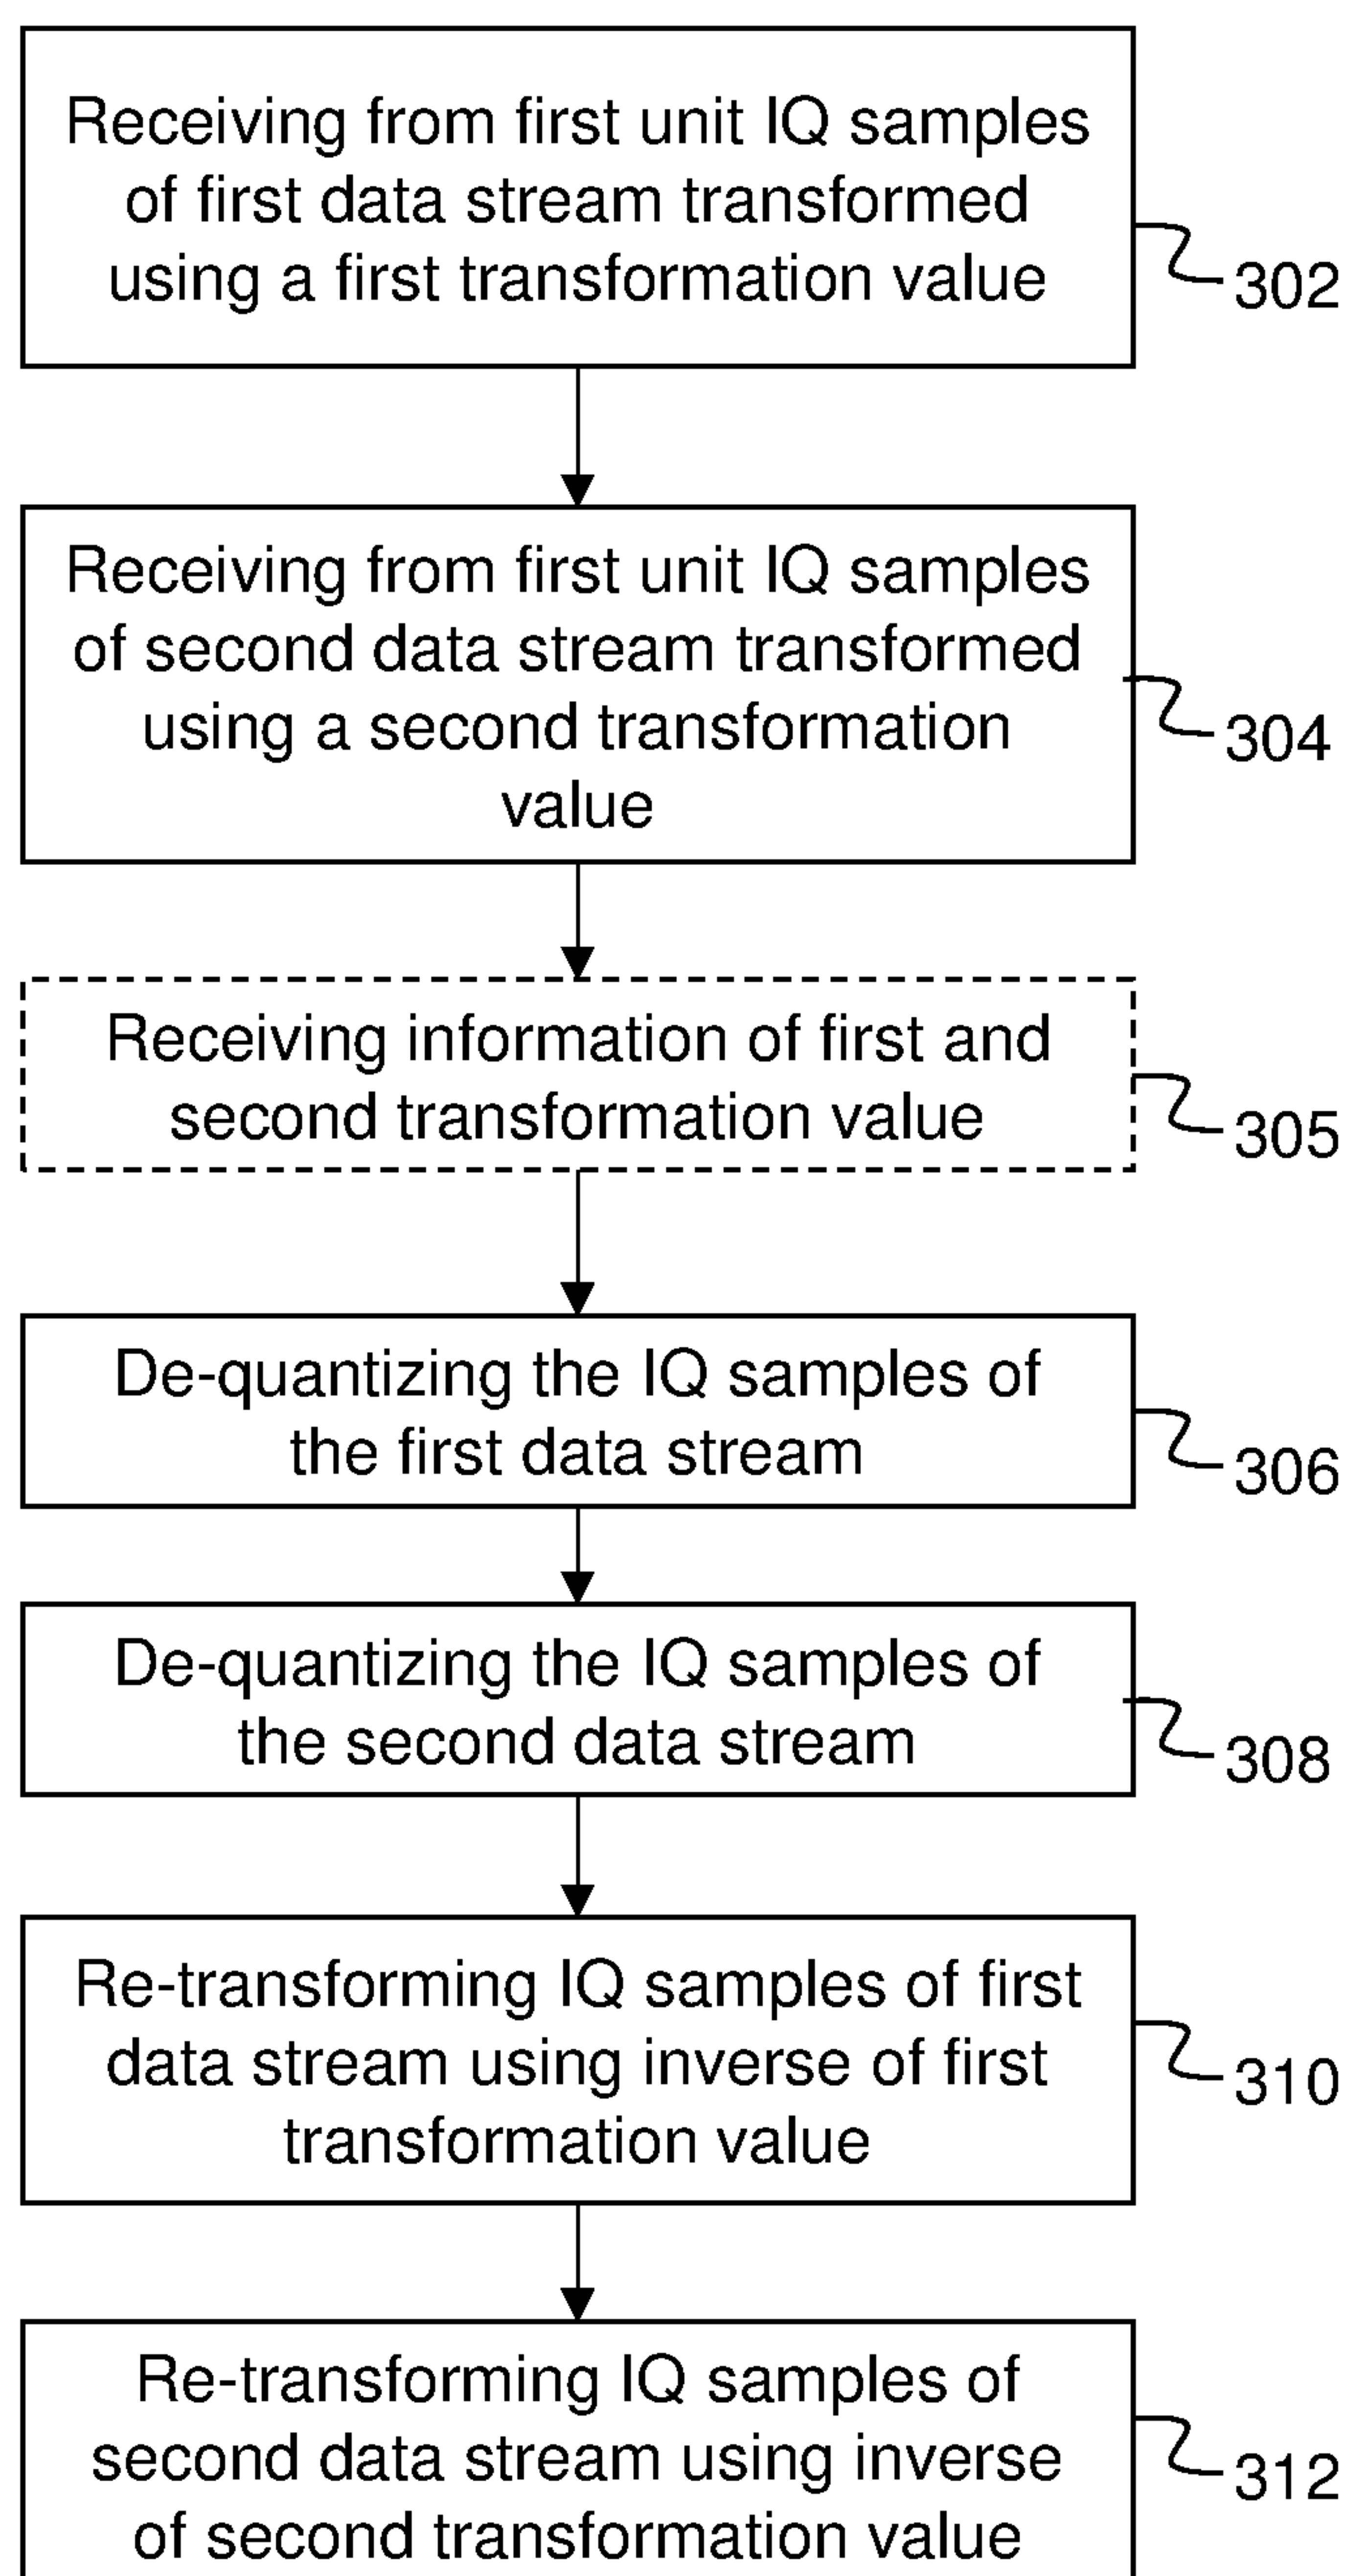 Receiving from first unit IQ samples
of first data stream transformed
using a first transformation value
302
Receiving from first unit IQ samples
of second data stream transformed
using a second transformation
value
304
Receiving information of first and
second transformation value
305
De-quantizing the IQ samples of
the first data stream
306
De-quantizing the IQ samples of
the second data stream
308
Re-transforming IQ samples of first
data stream using inverse of first
transformation value
310
Re-transforming IQ samples of
second data stream using inverse
of second transformation value
312